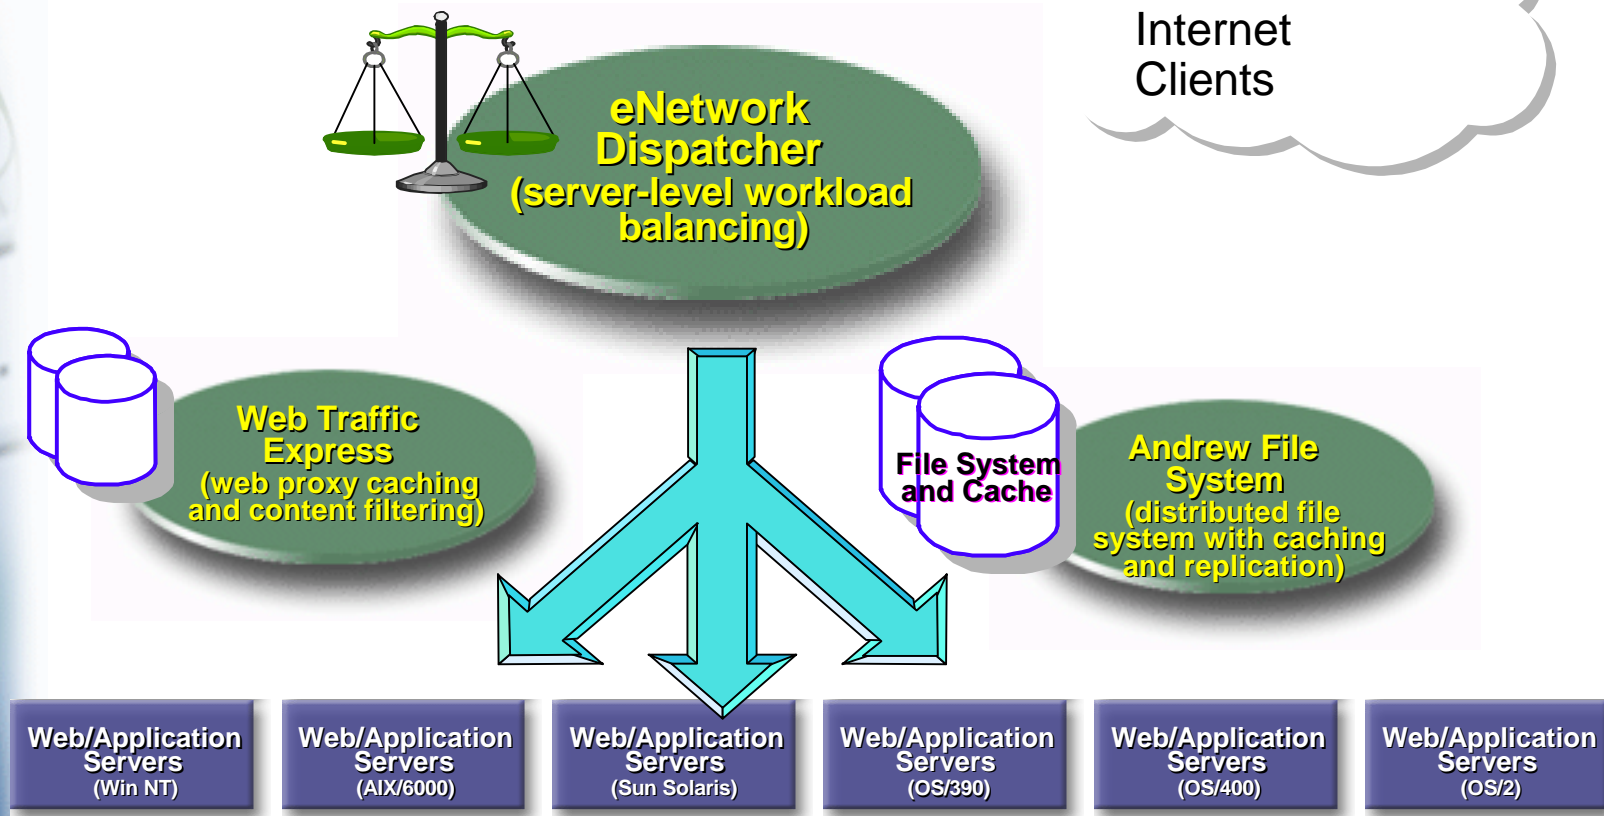 Internet
Clients
eNetwork
Dispatcher
(server-level workload
balancing)
Web Traffic
Express
(web proxy caching
and content filtering)
File System
and Cache
Andrew File
System
(distributed file
system with caching
and replication)
Web/Application
Servers
(Win NT)
Web/Application
Servers
(AIX/6000)
Web/Application
Servers
(Sun Solaris)
Web/Application
Servers
(OS/390)
Web/Application
Servers
(OS/400)
Web/Application
Servers
(OS/2)